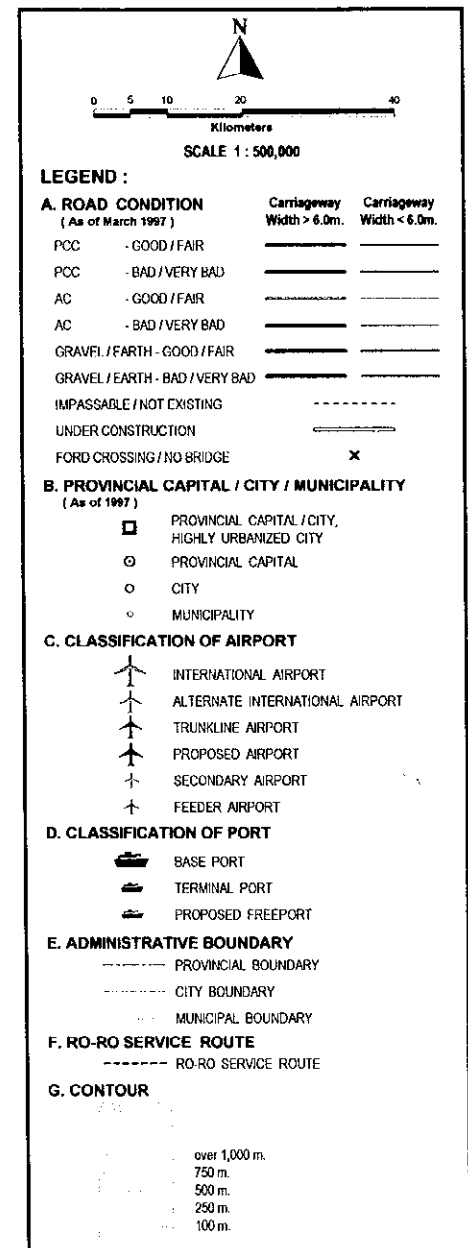 N
0 5 10 20 40
Kilometers
SCALE 1 : 500,000
LEGEND :
A. ROAD CONDITION Carriageway Carriageway
( As of March 1997 ) Width > 6.0m. Width < 6.0m.
PCC - GOOD / FAIR
PCC - BAD / VERY BAD
AC - GOOD / FAIR
AC - BAD / VERY BAD
GRAVEL / EARTH - GOOD / FAIR
GRAVEL / EARTH - BAD / VERY BAD
IMPASSABLE / NOT EXISTING
UNDER CONSTRUCTION
FORD CROSSING / NO BRIDGE
B. PROVINCIAL CAPITAL / CITY / MUNICIPALITY
( As of 1997 )
PROVINCIAL CAPITAL / CITY,
HIGHLY URBANIZED CITY
PROVINCIAL CAPITAL
CITY
MUNICIPALITY
C. CLASSIFICATION OF AIRPORT
INTERNATIONAL AIRPORT
ALTERNATE INTERNATIONAL AIRPORT
TRUNKLINE AIRPORT
PROPOSED AIRPORT
SECONDARY AIRPORT
FEEDER AIRPORT
D. CLASSIFICATION OF PORT
BASE PORT
TERMINAL PORT
PROPOSED FREEPORT
E. ADMINISTRATIVE BOUNDARY
PROVINCIAL BOUNDARY
CITY BOUNDARY
MUNICIPAL BOUNDARY
F. RO-RO SERVICE ROUTE
RO-RO SERVICE ROUTE
G. CONTOUR
over 1,000 m.
750 m.
500 m.
250 m.
100 m.